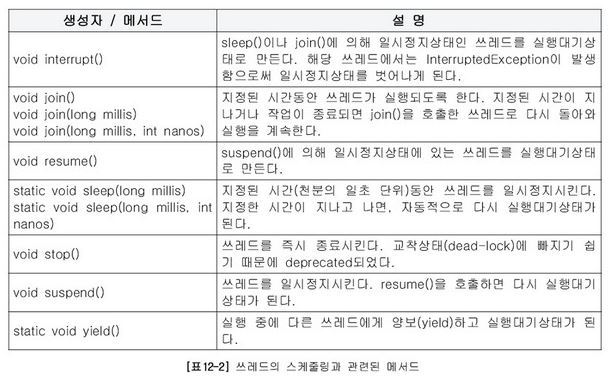 생성자 / 메서드 설 명
void interrupt()
sleep()이나 join()에 의해 일시정지상태인 쓰레드를 실행대기상
태로 만든다. 해당 쓰레드에서는 InterruptedException이 발생
함으로써 일시정지상태를 벗어나게 된다.
void join()
void join(long millis)
void join(long millis, int nanos)
지정된 시간동안 쓰레드가 실행되도록 한다. 지정된 시간이 지
나거나 작업이 종료되면 join()을 호출한 쓰레드로 다시 돌아와
실행을 계속한다.
void resume()
suspend()에 의해 일시정지상태에 있는 쓰레드를 실행대기상태
로 만든다.
static void sleep(long millis)
static void sleep(long millis, int
nanos)
지정된 시간(천분의 일초 단위)동안 쓰레드를 일시정지시킨다.
지정한 시간이 지나고 나면, 자동적으로 다시 실행대기상태가
된다.
void stop()
쓰레드를 즉시 종료시킨다. 교착상태(dead-lock)에 빠지기 쉽
기 때문에 deprecated되었다.
void suspend()
쓰레드를 일시정지시킨다. resume()을 호출하면 다시 실행대기
상태가 된다.
static void yield()
실행 중에 다른 쓰레드에게 양보(yield)하고 실행대기상태가 된
다.
[표12-2] 쓰레드의 스케줄링과 관련된 메서드